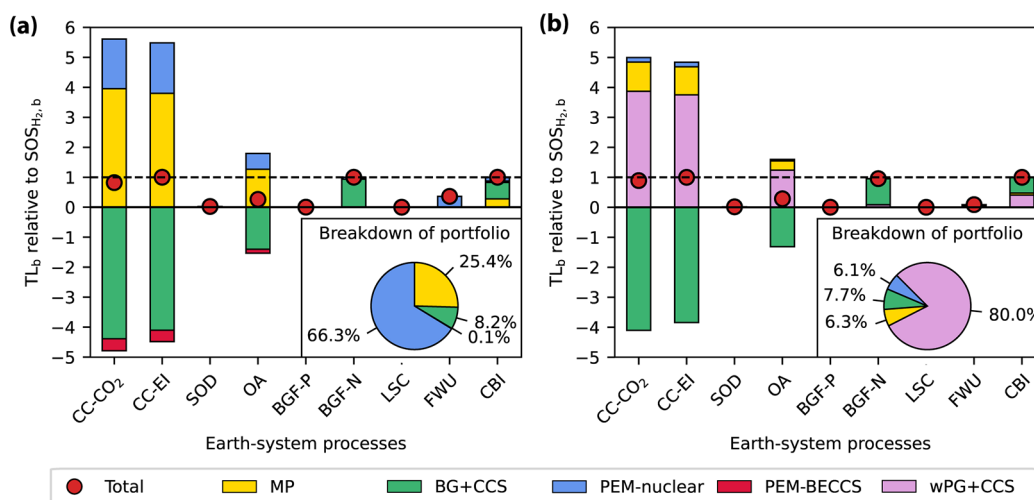 (a)
TL_b relative to SOS_H₂, b
6
5
4
3
2
1
0
−1
−2
−3
−4
−5
Breakdown of portfolio
25.4%
8.2%
0.1%
66.3%
CC-CO₂
CC-EI
SOD
OA
BGF-P
BGF-N
LSC
FWU
CBI
Earth-system processes
(b)
TL_b relative to SOS_H₂, b
6
5
4
3
2
1
0
−1
−2
−3
−4
−5
Breakdown of portfolio
6.1%
7.7%
6.3%
80.0%
CC-CO₂
CC-EI
SOD
OA
BGF-P
BGF-N
LSC
FWU
CBI
Earth-system processes
Total
MP
BG+CCS
PEM-nuclear
PEM-BECCS
wPG+CCS